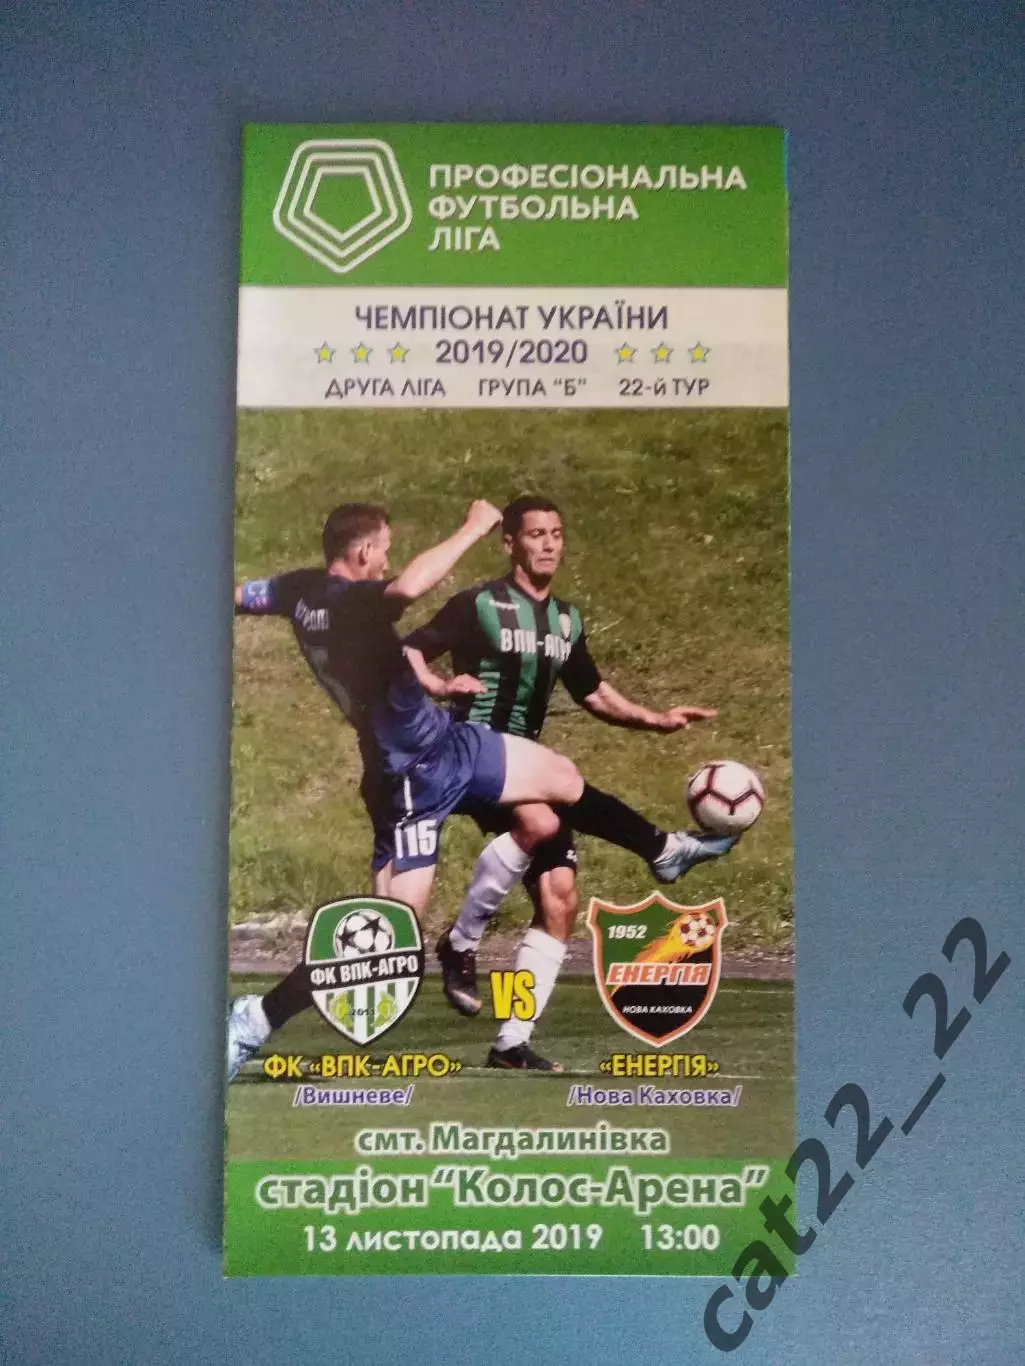 ПРОФЕСІОНАЛЬНА
ФУТБОЛЬНА
ЛІГА
ЧЕМПІОНАТ УКРАЇНИ
2019/2020
ДРУГА ЛІГА ГРУПА "Б" 22-й ТУР
ВПК-АГРО
15
ФК ВПК-АГРО
VS
1952
ЕНЕРГІЯ
НОВА КАХОВКА
ФК «ВПК-АГРО»
/Вишневе/
«ЕНЕРГІЯ»
/Нова Каховка/
смт. Магдалинівка
стадіон "Колос-Арена"
13 листопада 2019 13:00
cat22_22